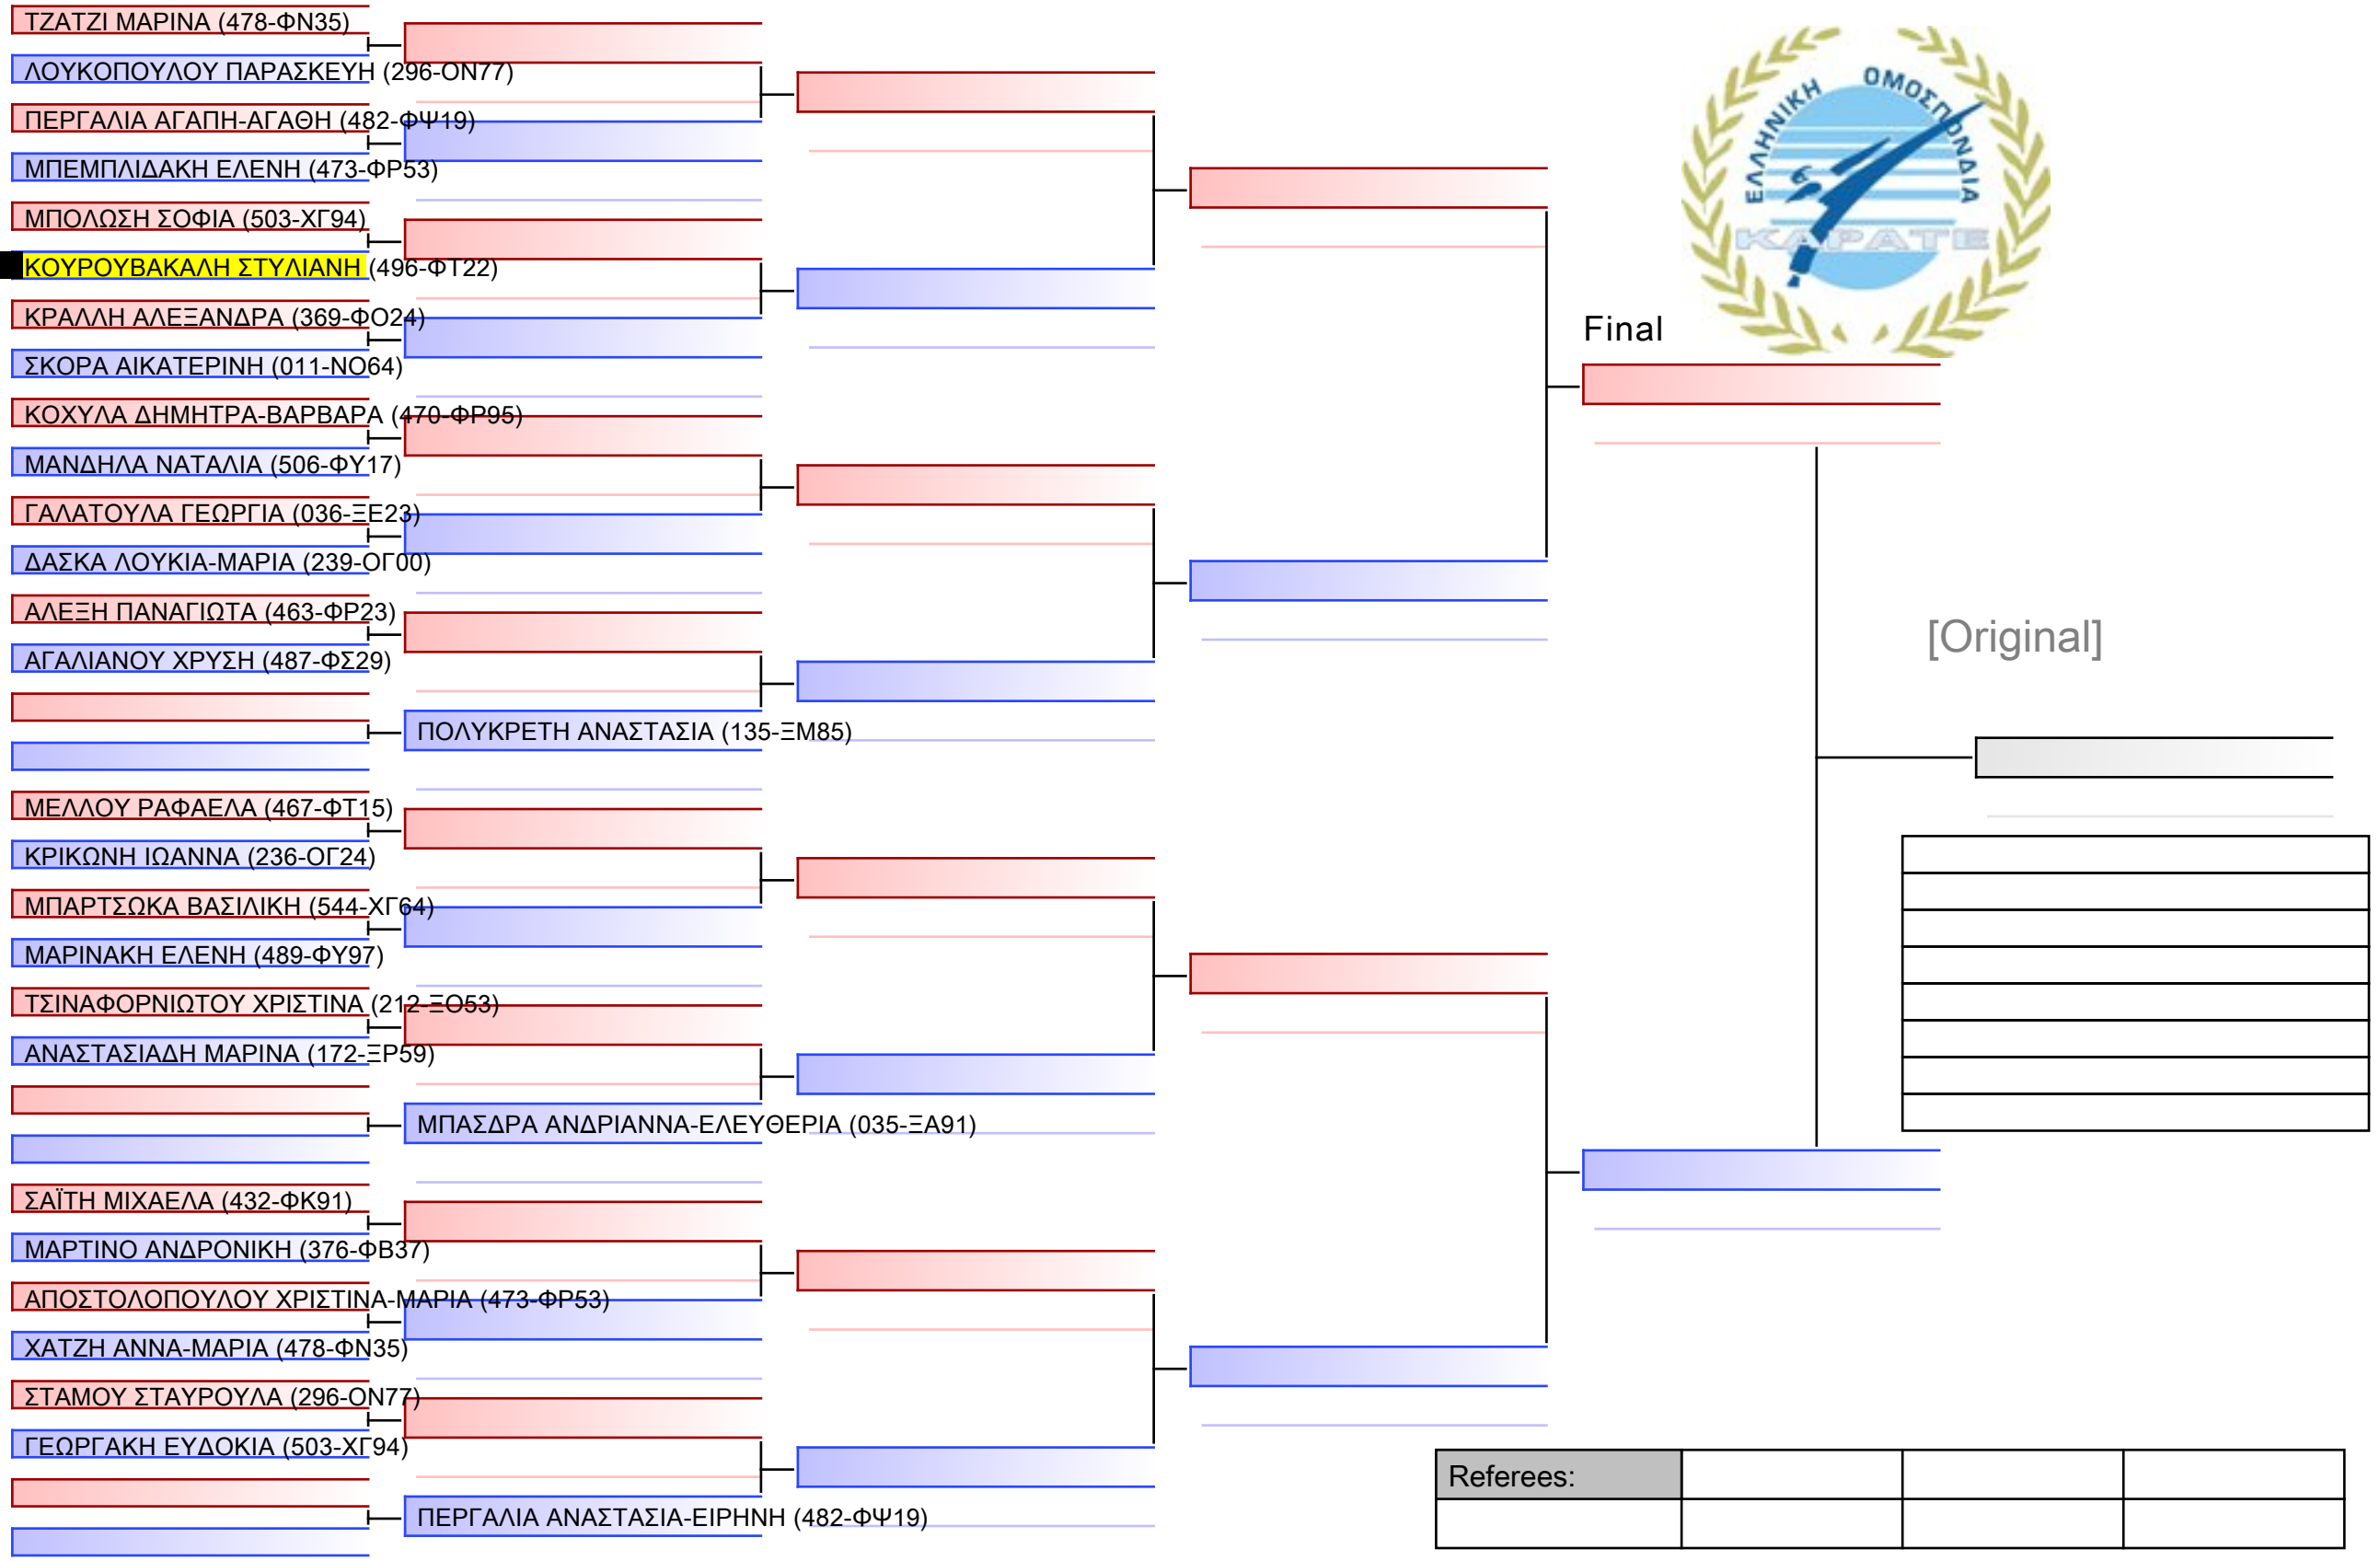 ΤΖΑΤΖΙ ΜΑΡΙΝΑ (478-ΦΝ35)
ΛΟΥΚΟΠΟΥΛΟΥ ΠΑΡΑΣΚΕΥΗ (296-ΟΝ77)
ΠΕΡΓΑΛΙΑ ΑΓΑΠΗ-ΑΓΑΘΗ (482-ΦΨ19)
ΜΠΕΜΠΛΙΔΑΚΗ ΕΛΕΝΗ (473-ΦΡ53)
ΜΠΟΛΩΣΗ ΣΟΦΙΑ (503-ΧΓ94)
ΚΟΥΡΟΥΒΑΚΑΛΗ ΣΤΥΛΙΑΝΗ (496-ΦΤ22)
ΚΡΑΛΛΗ ΑΛΕΞΑΝΔΡΑ (369-ΦΟ24)
ΣΚΟΡΑ ΑΙΚΑΤΕΡΙΝΗ (011-ΝΟ64)
ΚΟΧΥΛΑ ΔΗΜΗΤΡΑ-ΒΑΡΒΑΡΑ (470-ΦΡ95)
ΜΑΝΔΗΛΑ ΝΑΤΑΛΙΑ (506-ΦΥ17)
ΓΑΛΑΤΟΥΛΑ ΓΕΩΡΓΙΑ (036-ΞΕ23)
ΔΑΣΚΑ ΛΟΥΚΙΑ-ΜΑΡΙΑ (239-ΟΓ00)
ΑΛΕΞΗ ΠΑΝΑΓΙΩΤΑ (463-ΦΡ23)
ΑΓΑΛΙΑΝΟΥ ΧΡΥΣΗ (487-ΦΣ29)
ΠΟΛΥΚΡΕΤΗ ΑΝΑΣΤΑΣΙΑ (135-ΞΜ85)
ΜΕΛΛΟΥ ΡΑΦΑΕΛΑ (467-ΦΤ15)
ΚΡΙΚΩΝΗ ΙΩΑΝΝΑ (236-ΟΓ24)
ΜΠΑΡΤΣΩΚΑ ΒΑΣΙΛΙΚΗ (544-ΧΓ64)
ΜΑΡΙΝΑΚΗ ΕΛΕΝΗ (489-ΦΥ97)
ΤΣΙΝΑΦΟΡΝΙΩΤΟΥ ΧΡΙΣΤΙΝΑ (212-ΞΟ53)
ΑΝΑΣΤΑΣΙΑΔΗ ΜΑΡΙΝΑ (172-ΞΡ59)
ΜΠΑΣΔΡΑ ΑΝΔΡΙΑΝΝΑ-ΕΛΕΥΘΕΡΙΑ (035-ΞΑ91)
ΣΑΪΤΗ ΜΙΧΑΕΛΑ (432-ΦΚ91)
ΜΑΡΤΙΝΟ ΑΝΔΡΟΝΙΚΗ (376-ΦΒ37)
ΑΠΟΣΤΟΛΟΠΟΥΛΟΥ ΧΡΙΣΤΙΝΑ-ΜΑΡΙΑ (473-ΦΡ53)
ΧΑΤΖΗ ΑΝΝΑ-ΜΑΡΙΑ (478-ΦΝ35)
ΣΤΑΜΟΥ ΣΤΑΥΡΟΥΛΑ (296-ΟΝ77)
ΓΕΩΡΓΑΚΗ ΕΥΔΟΚΙΑ (503-ΧΓ94)
ΠΕΡΓΑΛΙΑ ΑΝΑΣΤΑΣΙΑ-ΕΙΡΗΝΗ (482-ΦΨ19)
ΕΛΛΗΝΙΚΗ ΟΜΟΣΠΟΝΔΙΑ
ΚΑΡΑΤΕ
Final
[Original]
Referees: